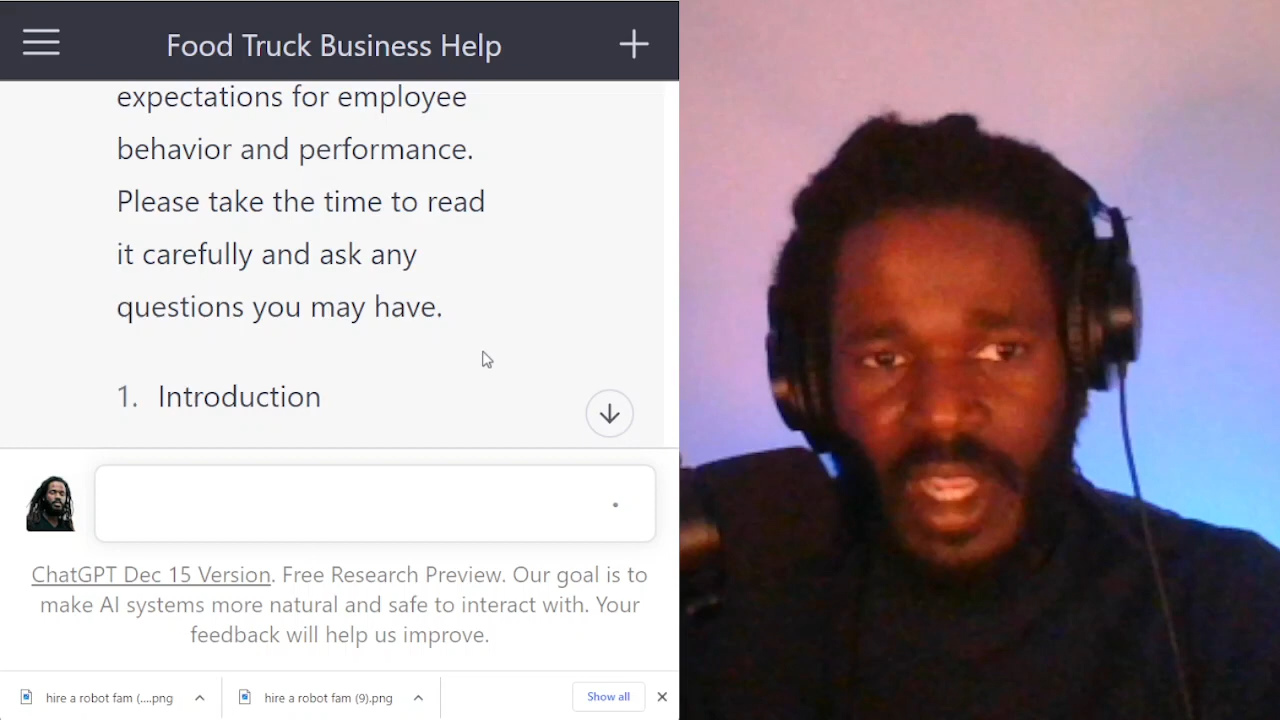 Food Truck Business Help
expectations for employee
behavior and performance.
Please take the time to read
it carefully and ask any
questions you may have.
1. Introduction
ChatGPT Dec 15 Version. Free Research Preview. Our goal is to
make AI systems more natural and safe to interact with. Your
feedback will help us improve.
hire a robot fam (....png
hire a robot fam (9).png
Show all